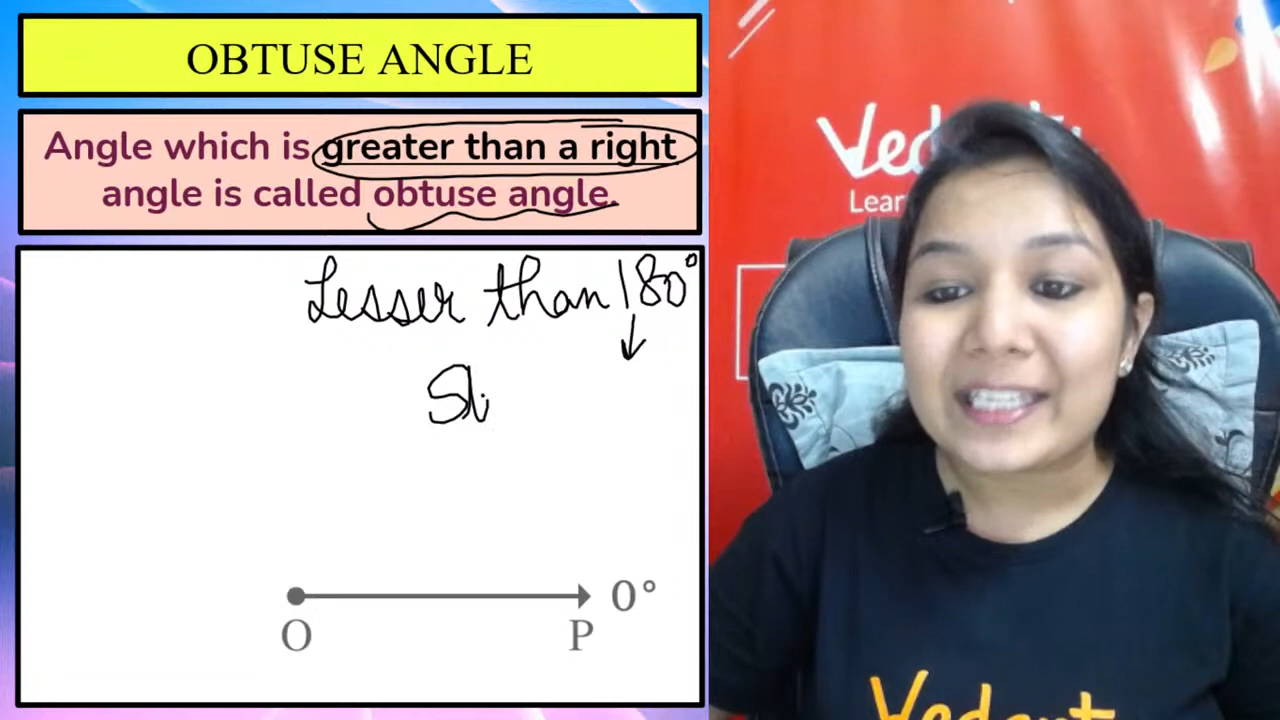 OBTUSE ANGLE
Angle which is greater than a right
angle is called obtuse angle.
Lesser than 180°
O
P
0°